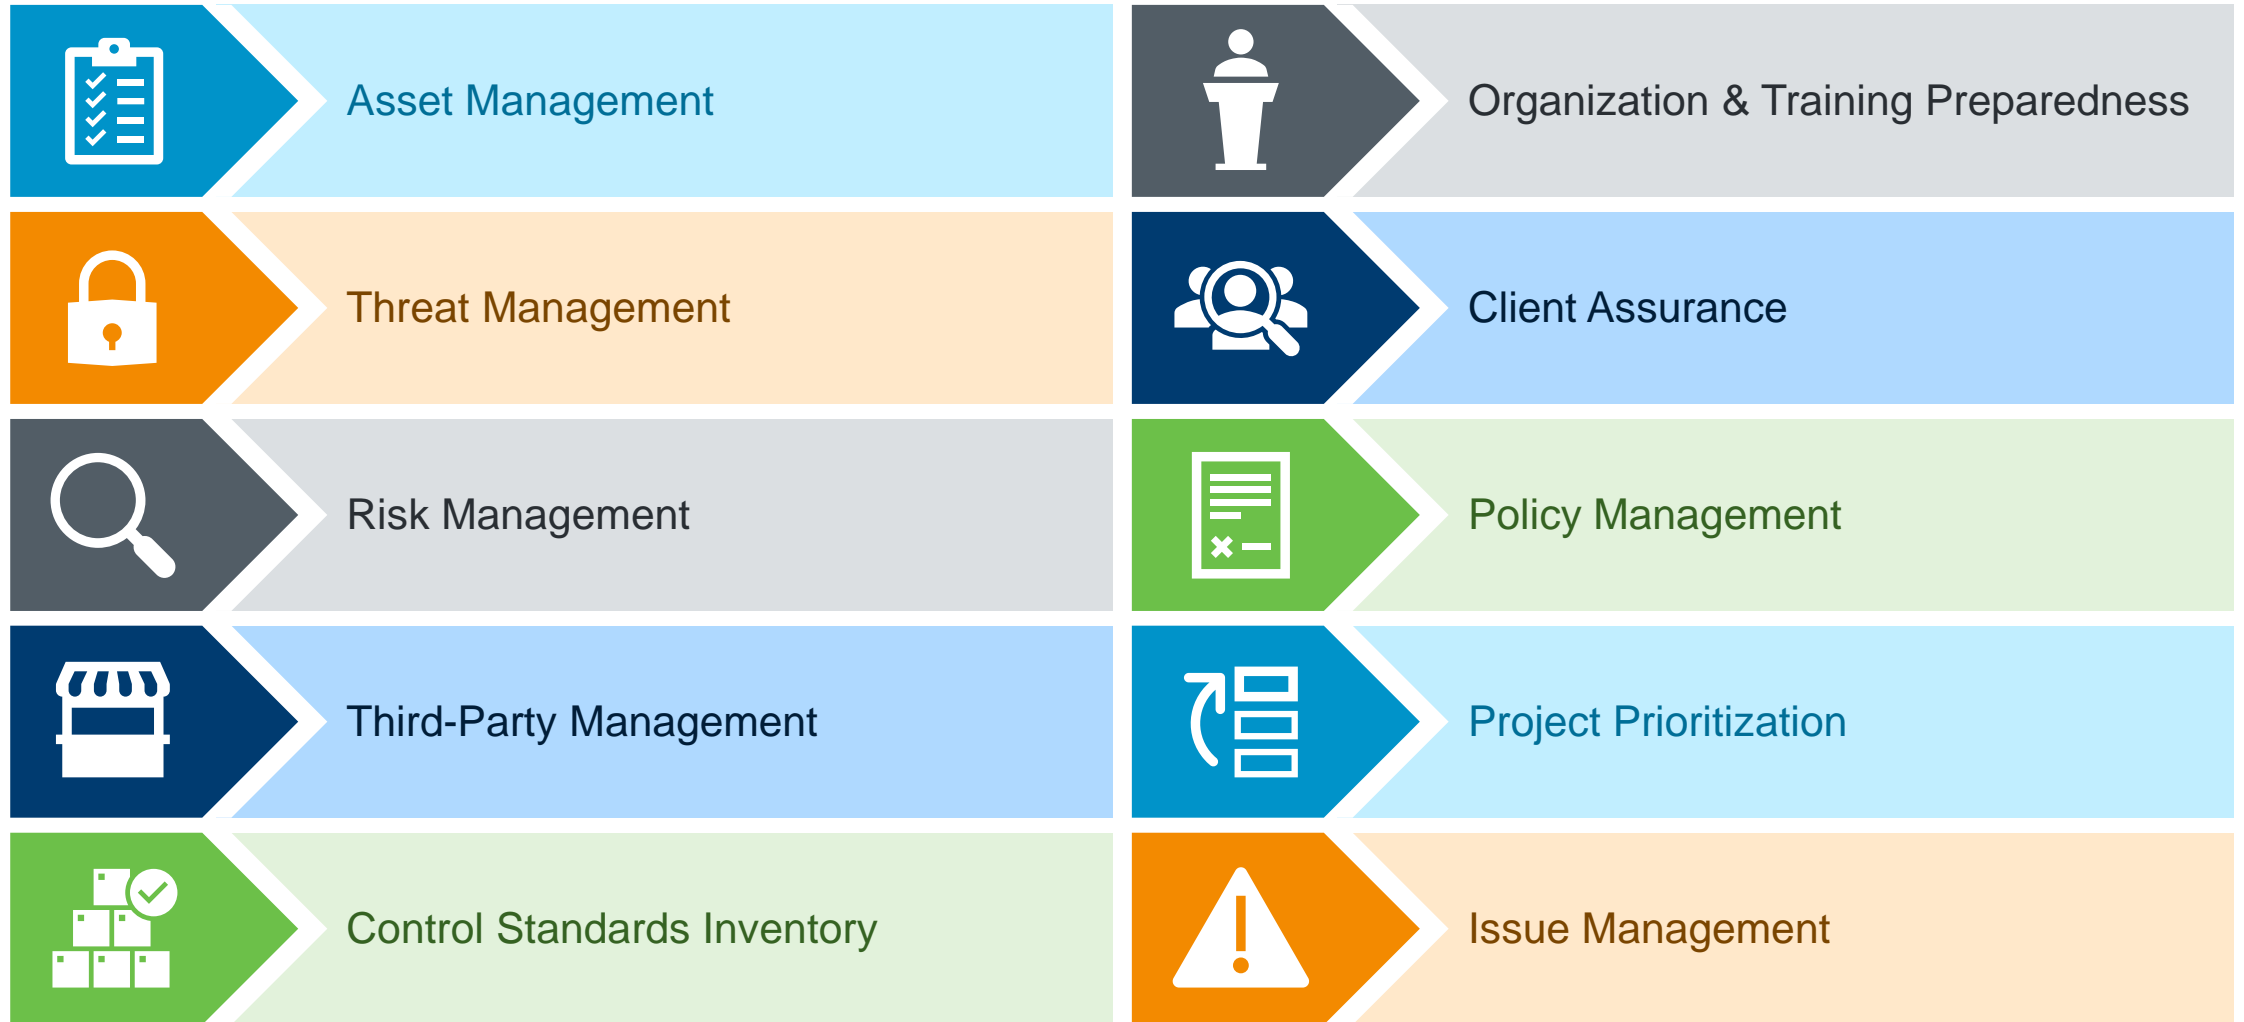 Asset Management
Threat Management
Risk Management
Third-Party Management
Control Standards Inventory
Organization & Training Preparedness
Client Assurance
Policy Management
Project Prioritization
Issue Management